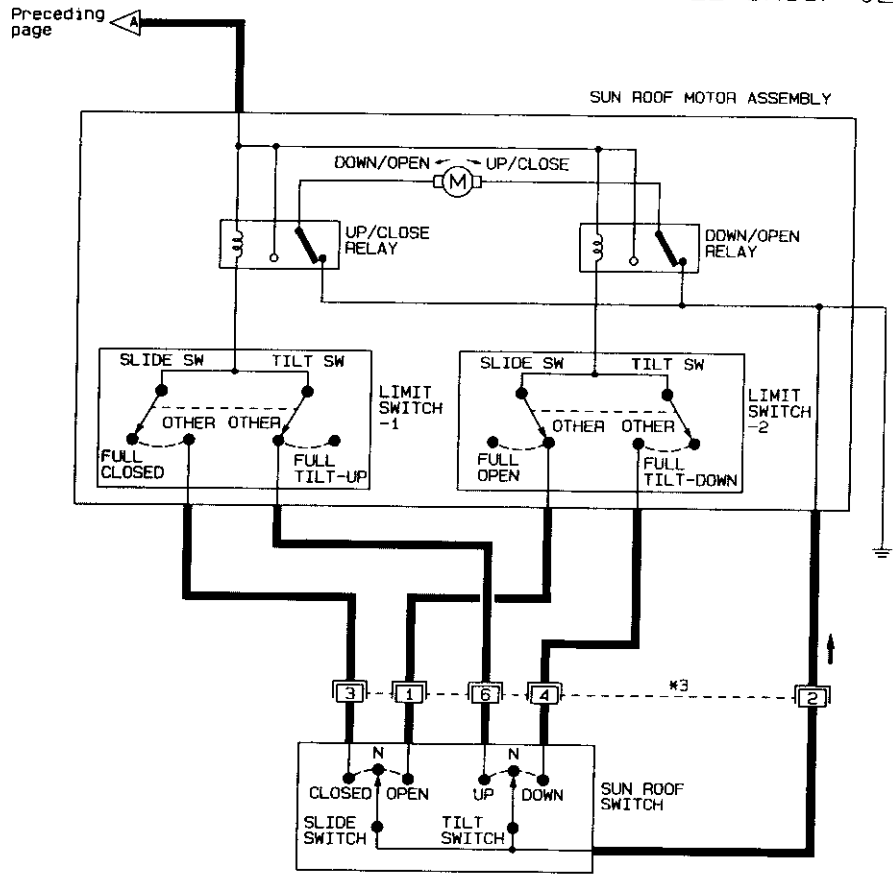 Preceding
page
A
SUN ROOF MOTOR ASSEMBLY
DOWN/OPEN UP/CLOSE
M
UP/CLOSE
RELAY
DOWN/OPEN
RELAY
SLIDE SW TILT SW
LIMIT
SWITCH
-1
OTHER OTHER
FULL
CLOSED
FULL
TILT-UP
SLIDE SW TILT SW
LIMIT
SWITCH
-2
OTHER OTHER
FULL
OPEN
FULL
TILT-DOWN
3 1 6 4 *3 2
N N
CLOSED OPEN UP DOWN
SUN ROOF
SWITCH
SLIDE
SWITCH
TILT
SWITCH